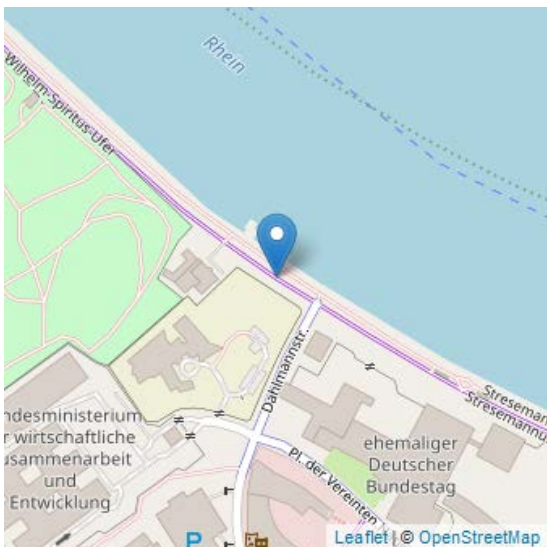 Rhein
Wilhelm-Spiritus-Ufer
Dahlmannstr.
Streseman
Stresemannu
ndesministerium
r wirtschaftliche
usammenarbeit
und
Entwicklung
ehemaliger
Deutscher
Bundestag
Pl. der Vereinten
P
Leaflet | © OpenStreetMap